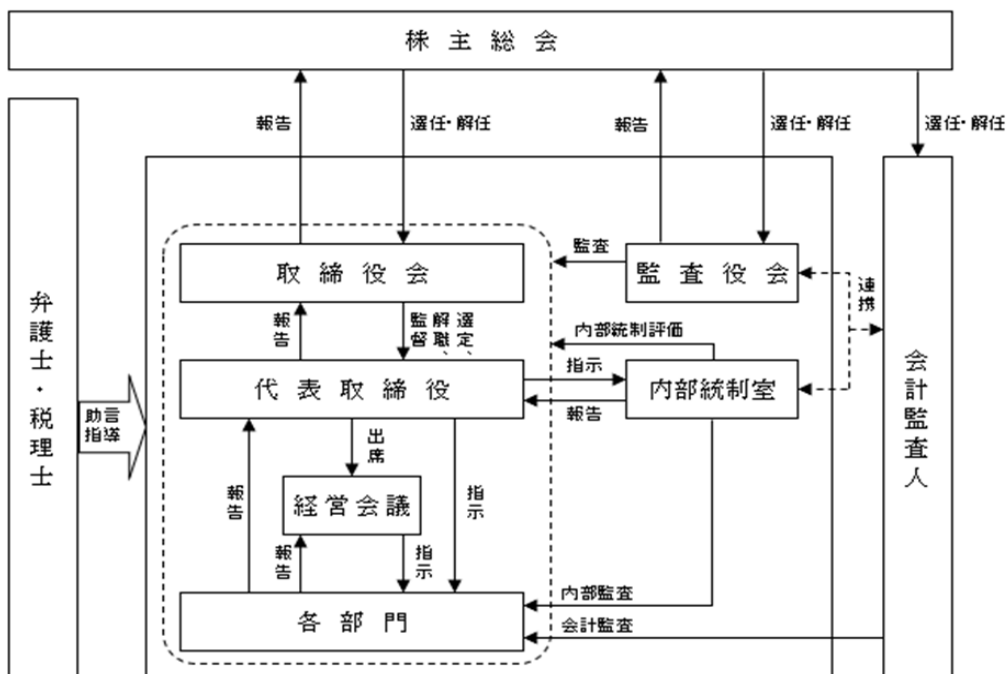 株主総会
報告
選任・解任
報告
選任・解任
選任・解任
弁護士・税理士
助言
指導
取締役会
監査
監査役会
連携
報告
選定、
解職、
監督
内部統制評価
代表取締役
指示
報告
内部統制室
会計監査人
出席
報告
指示
経営会議
報告
指示
各部門
内部監査
会計監査